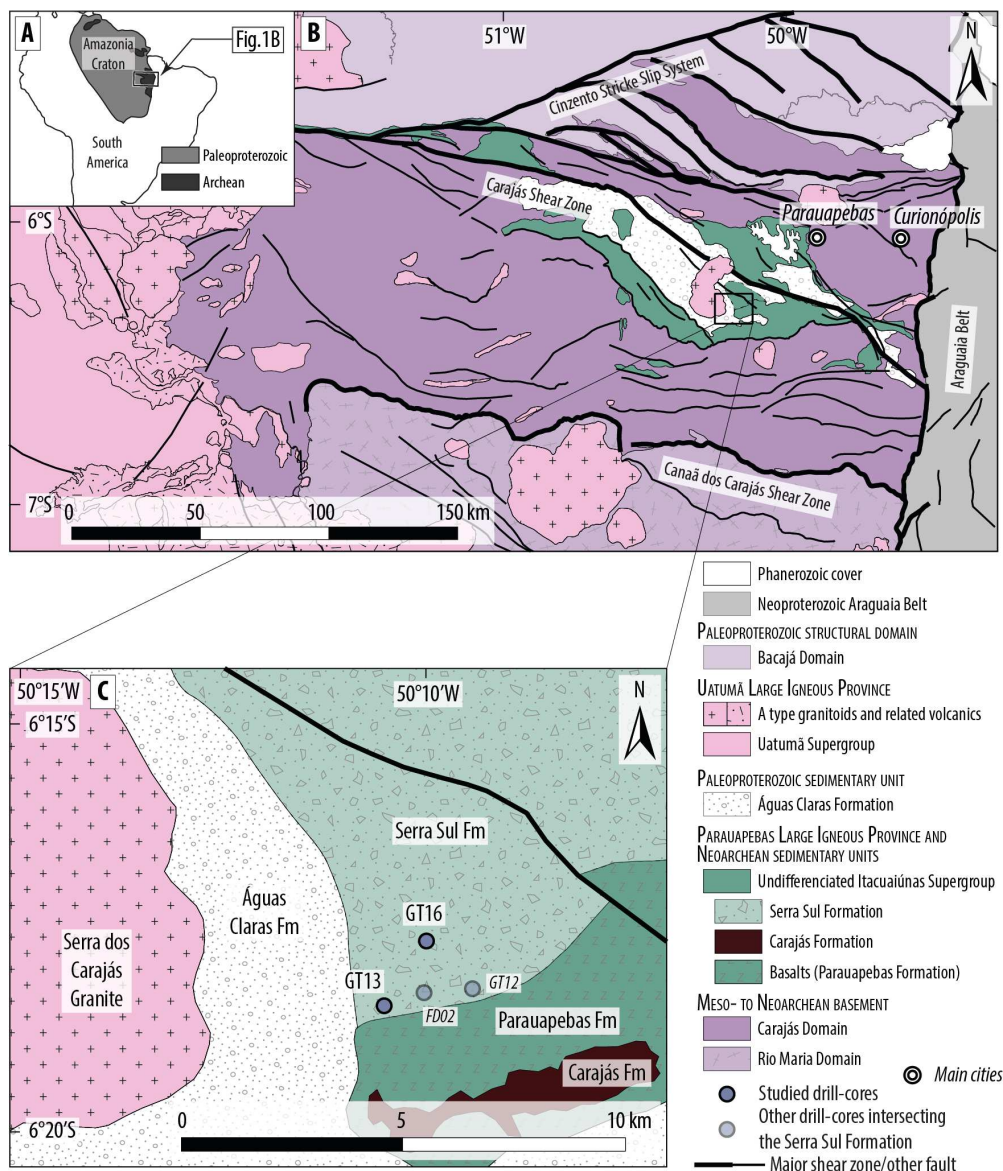 A
Amazonia
Craton
South
America
Paleoproterozoic
Archean
Fig.1B
B
51°W
50°W
N
Cinzento Stricke Slip System
Carajás Shear Zone
6°S
Parauapebas
Curionópolis
Araguaia Belt
Canaã dos Carajás Shear Zone
7°S
0
50
100
150 km
Phanerozoic cover
Neoproterozoic Araguaia Belt
Paleoproterozoic structural domain
Bacajá Domain
Uatumã Large Igneous Province
A type granitoids and related volcanics
Uatumã Supergroup
Paleoproterozoic sedimentary unit
Águas Claras Formation
Parauapebas Large Igneous Province and
Neoarchean sedimentary units
Undifferenciated Itacuaiúnas Supergroup
Serra Sul Formation
Carajás Formation
Basalts (Parauapebas Formation)
Meso- to Neoarchean basement
Carajás Domain
Rio Maria Domain
Main cities
Studied drill-cores
Other drill-cores intersecting
the Serra Sul Formation
Major shear zone/other fault
50°15'W
C
50°10'W
N
6°15'S
Serra Sul Fm
Águas
Claras Fm
GT16
Serra dos
Carajás
Granite
GT13
GT12
FD02
Parauapebas Fm
Carajás Fm
0
5
10 km
6°20'S